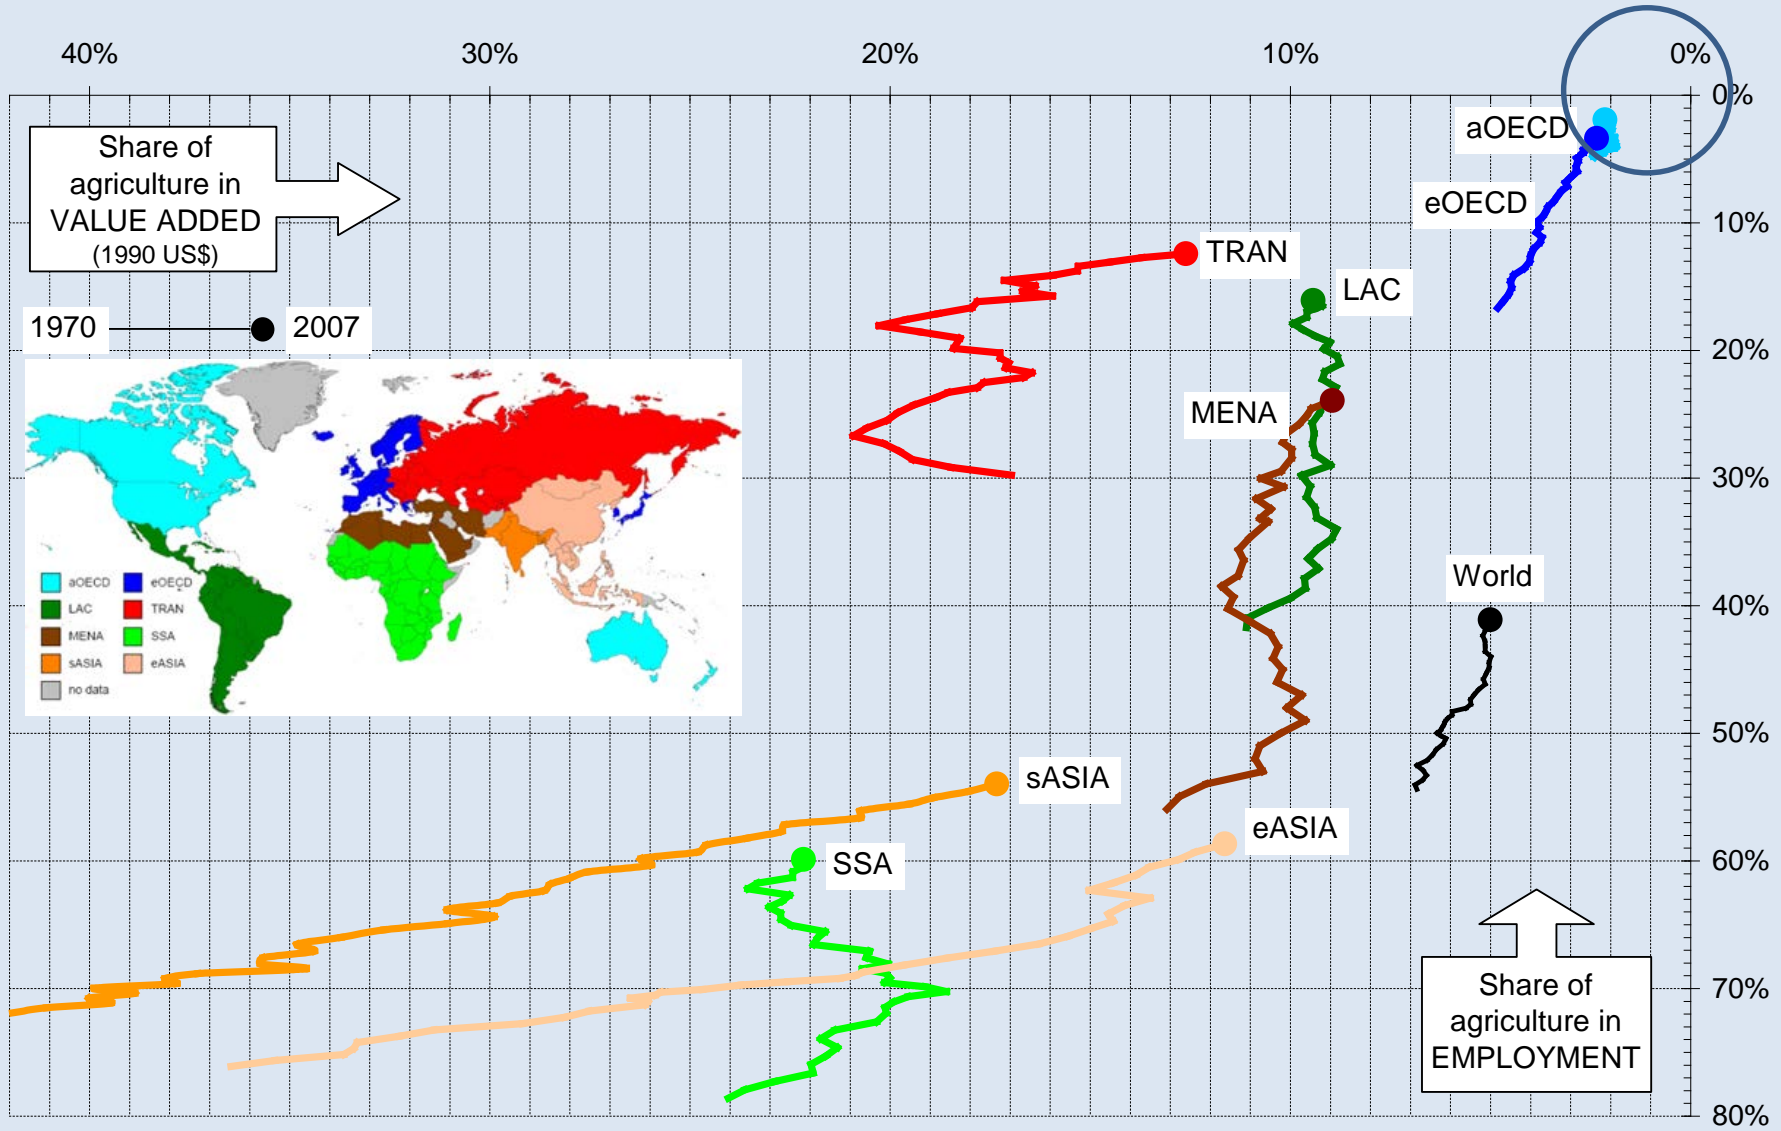 40%
30%
20%
10%
0%
0%
Share of
agriculture in
VALUE ADDED
(1990 US$)
aOECD
eOECD
10%
TRAN
LAC
1970
2007
20%
MENA
30%
40%
World
aOECD
eOECD
LAC
TRAN
MENA
SSA
sASIA
eASIA
no data
50%
sASIA
eASIA
SSA
60%
70%
Share of
agriculture in
EMPLOYMENT
80%